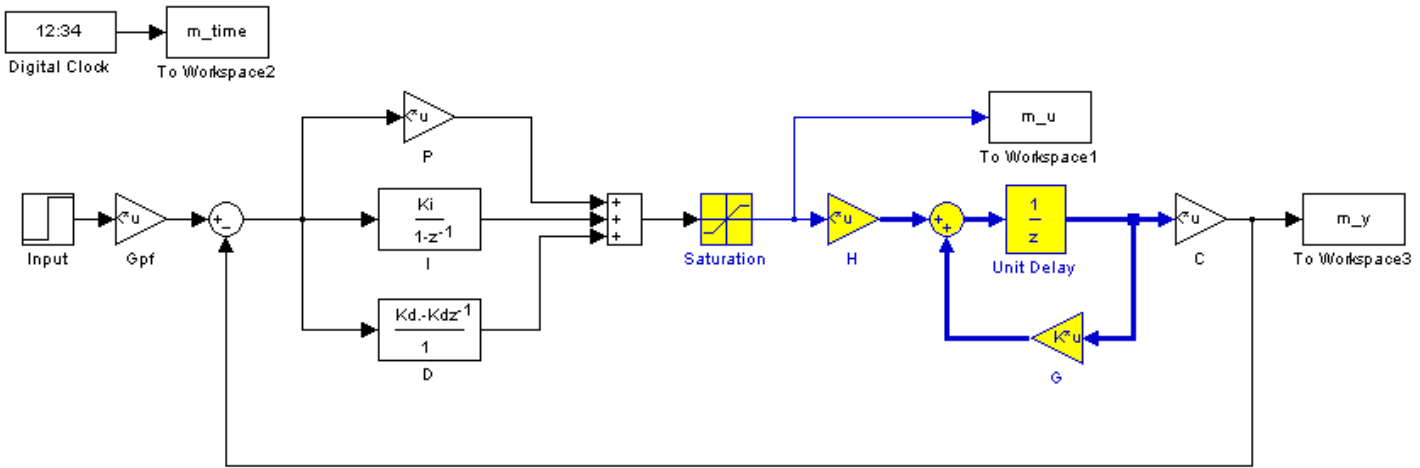 12:34
m_time
Digital Clock
To Workspace2
u
P
m_u
To Workspace1
Input
u
Gpf
+
−
Ki
1-z-1
I
+
+
+
Saturation
u
H
+
+
1
z
Unit Delay
u
C
m_y
To Workspace3
Kd.-Kdz-1
1
D
K*u
G